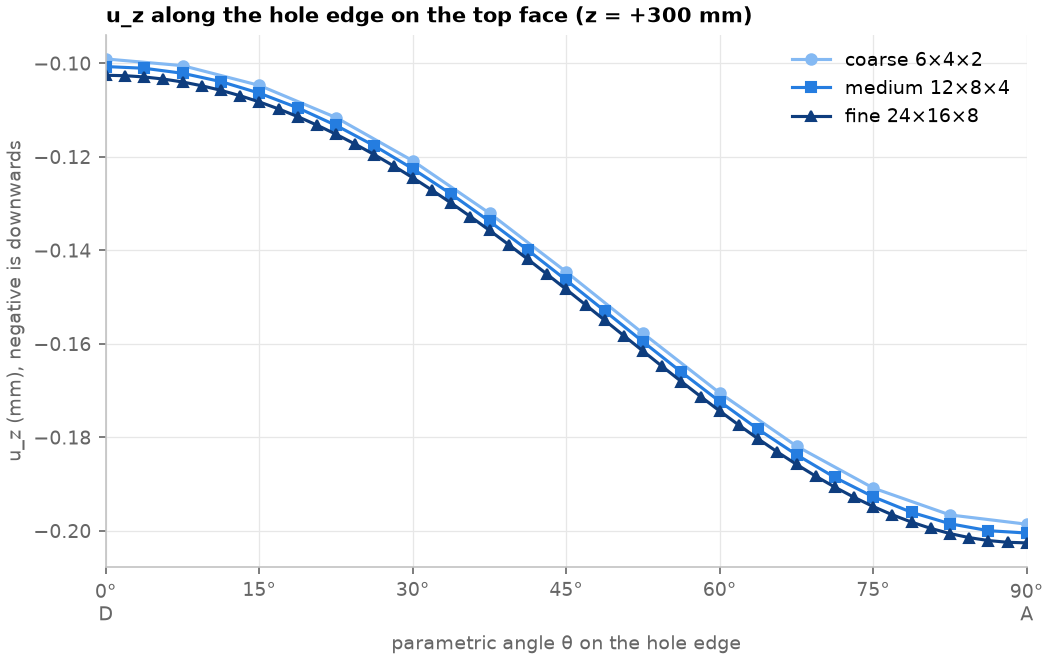 u_z along the hole edge on the top face (z = +300 mm)
coarse 6×4×2
medium 12×8×4
fine 24×16×8
u_z (mm), negative is downwards
−0.10
−0.12
−0.14
−0.16
−0.18
−0.20
0° 15° 30° 45° 60° 75° 90°
D A
parametric angle θ on the hole edge